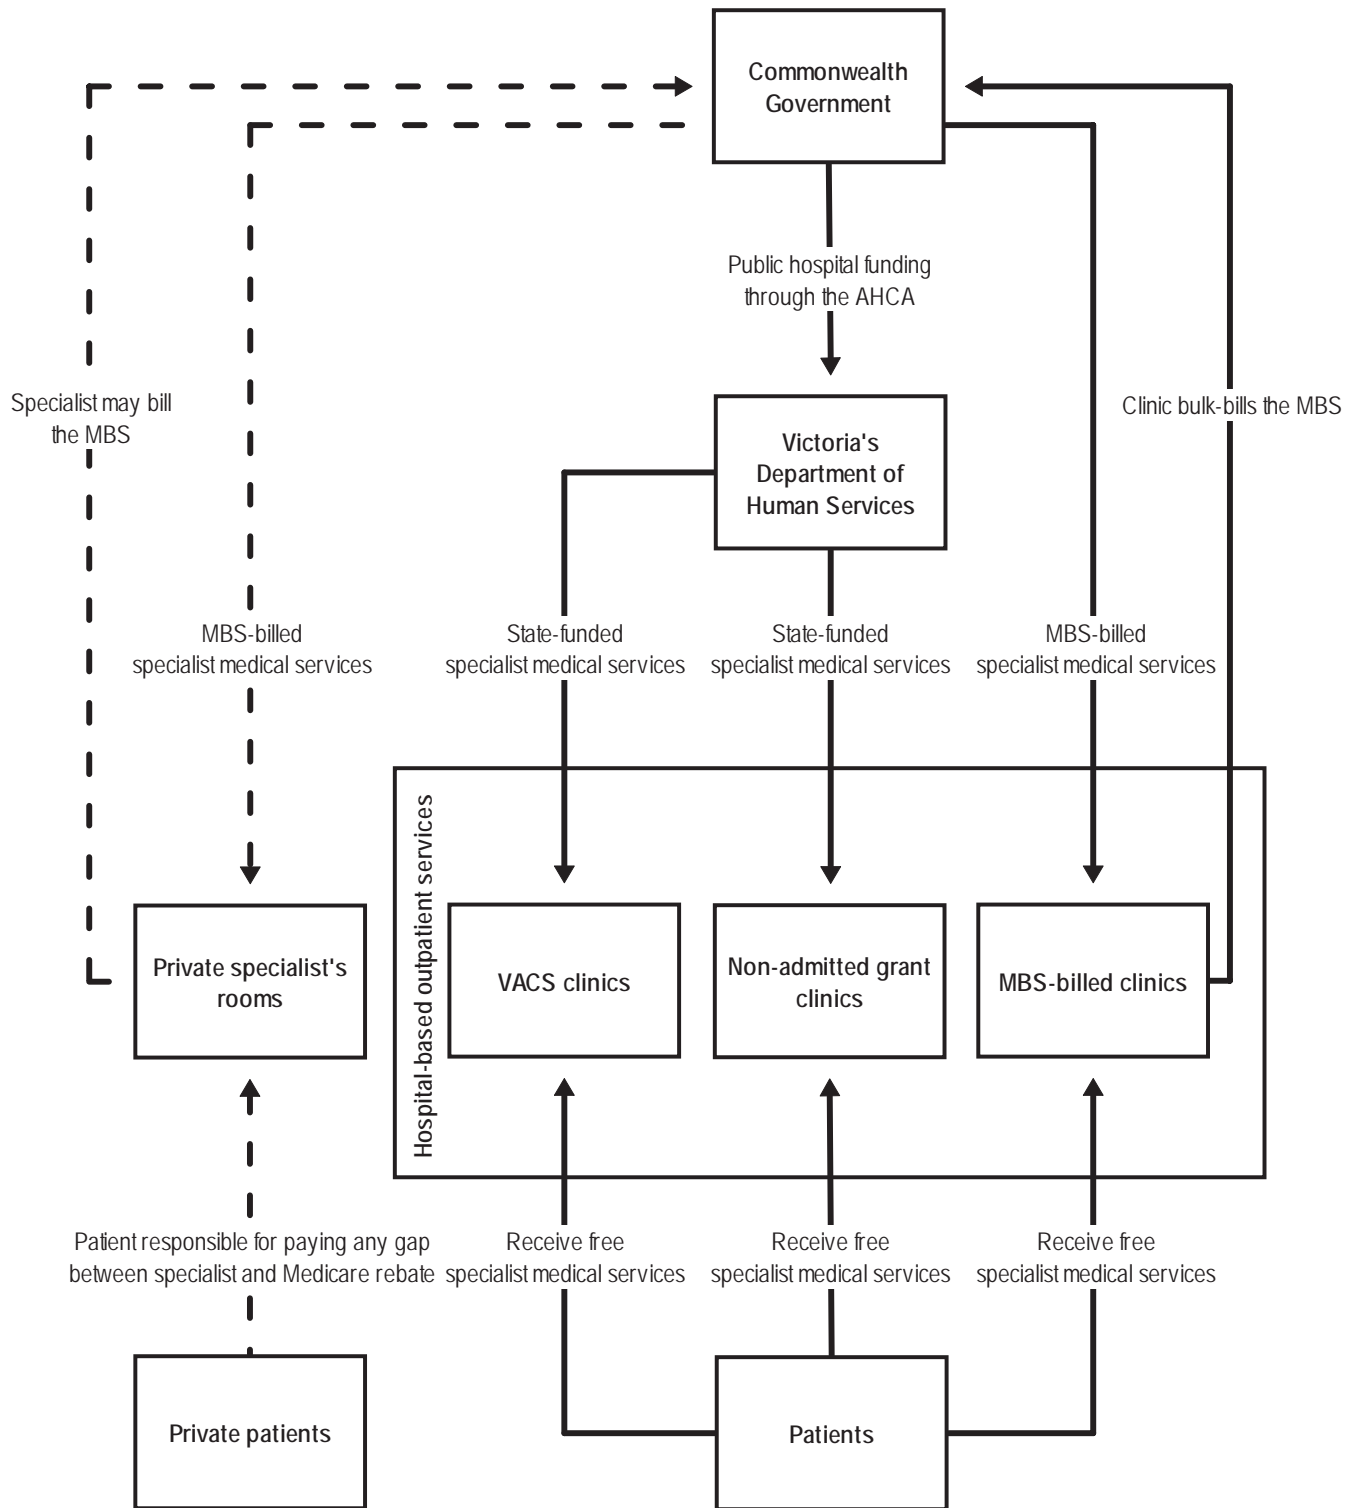 Commonwealth
Government
Public hospital funding
through the AHCA
Specialist may bill
the MBS
Clinic bulk-bills the MBS
Victoria's
Department of
Human Services
MBS-billed
specialist medical services
State-funded
specialist medical services
State-funded
specialist medical services
MBS-billed
specialist medical services
Hospital-based outpatient services
Private specialist's
rooms
VACS clinics
Non-admitted grant
clinics
MBS-billed clinics
Patient responsible for paying any gap
between specialist and Medicare rebate
Receive free
specialist medical services
Receive free
specialist medical services
Receive free
specialist medical services
Private patients
Patients